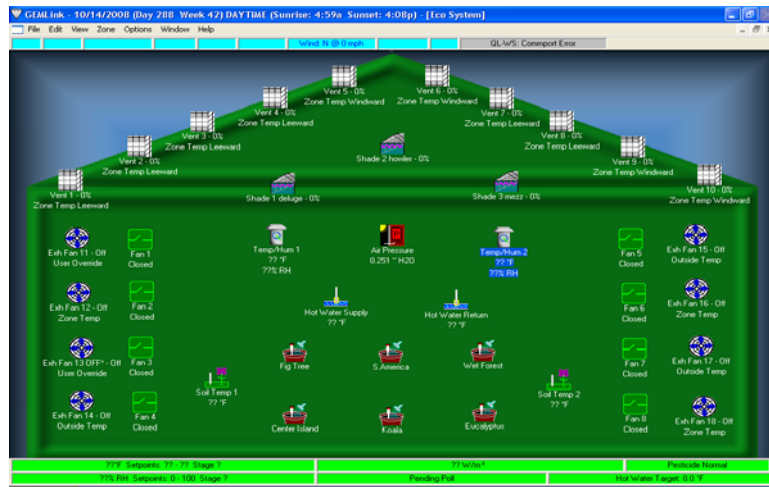 GEMLink - 10/14/2008 (Day 288 Week 42) DAYTIME (Sunrise: 4:59a Sunset: 4:08p) - [Eco System]
File Edit View Zone Options Window Help
Wind: N @ 0 mph
QL-WS: Commport Error
Vent 5 - 0%
Zone Temp Windward
Vent 6 - 0%
Zone Temp Windward
Vent 4 - 0%
Zone Temp Leeward
Vent 7 - 0%
Zone Temp Leeward
Vent 3 - 0%
Zone Temp Leeward
Vent 8 - 0%
Zone Temp Leeward
Vent 2 - 0%
Zone Temp Leeward
Shade 2 howler - 0%
Vent 9 - 0%
Zone Temp Windward
Vent 1 - 0%
Zone Temp Leeward
Shade 1 deluge - 0%
Shade 3 mezz - 0%
Vent 10 - 0%
Zone Temp Windward
Exh Fan 11 - Off
User Override
Fan 1
Closed
Temp/Hum 1
?? °F
??% RH
Air Pressure
0.251 " H2O
Temp/Hum 2
?? °F
??% RH
Fan 5
Closed
Exh Fan 15 - Off
Outside Temp
Exh Fan 12 - Off
Zone Temp
Fan 2
Closed
Hot Water Supply
?? °F
Hot Water Return
?? °F
Fan 6
Closed
Exh Fan 16 - Off
Zone Temp
Exh Fan 13 OFF* - Off
User Override
Fan 3
Closed
Fig Tree
S.America
Wet Forest
Fan 7
Closed
Exh Fan 17 - Off
Outside Temp
Soil Temp 1
?? °F
Soil Temp 2
?? °F
Exh Fan 14 - Off
Outside Temp
Fan 4
Closed
Center Island
Koala
Eucalyptus
Fan 8
Closed
Exh Fan 18 - Off
Zone Temp
??°F Setpoints: ?? - ?? Stage ?
?? W/m²
Pesticide Normal
??% RH Setpoints: 0 - 100 Stage ?
Pending Poll
Hot Water Target: 0.0 °F